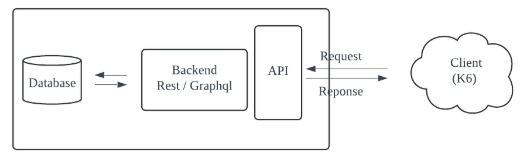 Database
Backend
Rest / Graphql
API
Request
Reponse
Client
(K6)